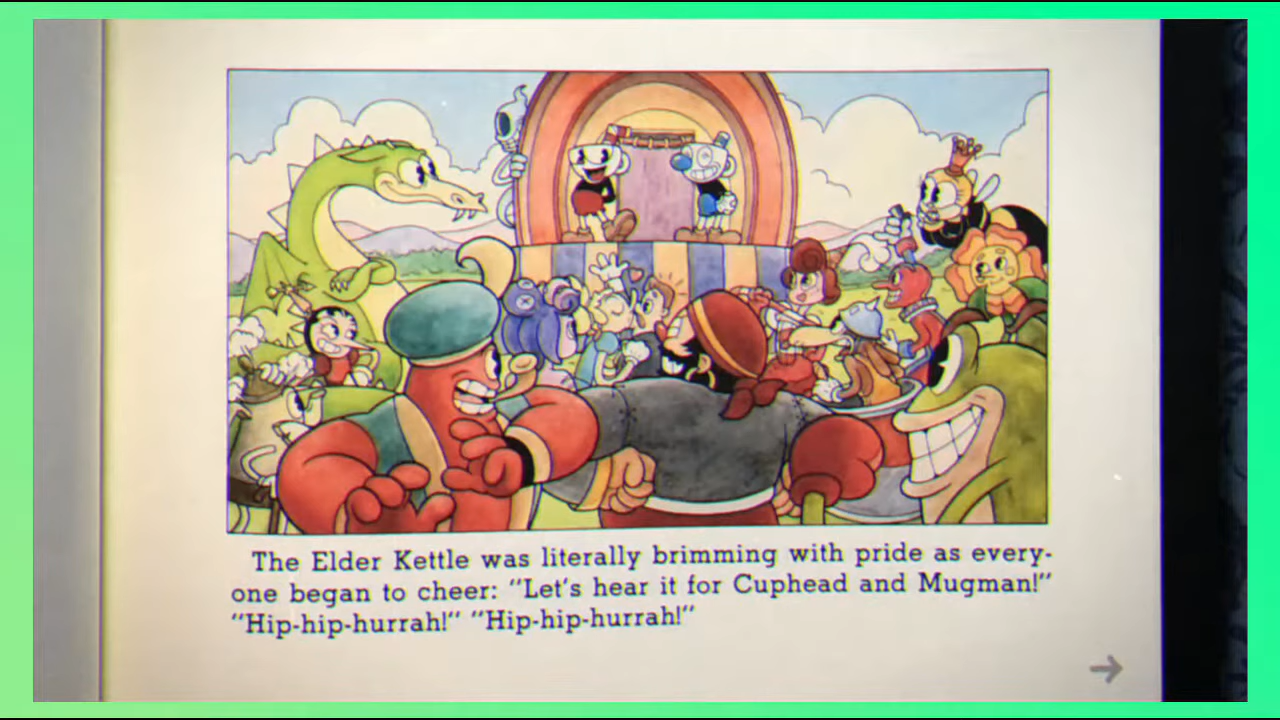 The Elder Kettle was literally brimming with pride as every-
one began to cheer: “Let's hear it for Cuphead and Mugman!”
“Hip-hip-hurrah!” “Hip-hip-hurrah!”